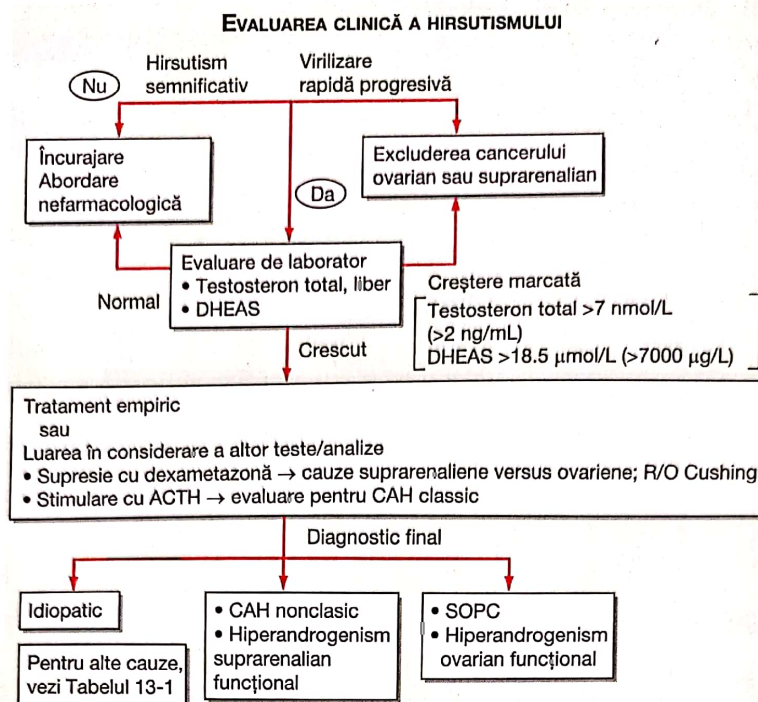 EVALUAREA CLINICĂ A HIRSUTISMULUI
Hirsutism
semnificativ
Virilizare
rapidă progresivă
Nu
Încurajare
Abordare
nefarmacologică
Excluderea cancerului
ovarian sau suprarenalian
Da
Evaluare de laborator
• Testosteron total, liber
• DHEAS
Normal
Creștere marcată
Testosteron total >7 nmol/L
(>2 ng/mL)
DHEAS >18.5 μmol/L (>7000 μg/L)
Crescut
Tratament empiric
sau
Luarea în considerare a altor teste/analize
• Supresie cu dexametazonă → cauze suprarenaliene versus ovariene; R/O Cushing
• Stimulare cu ACTH → evaluare pentru CAH classic
Diagnostic final
Idiopatic
• CAH nonclasic
• Hiperandrogenism
suprarenalian
funcțional
• SOPC
• Hiperandrogenism
ovarian funcțional
Pentru alte cauze,
vezi Tabelul 13-1